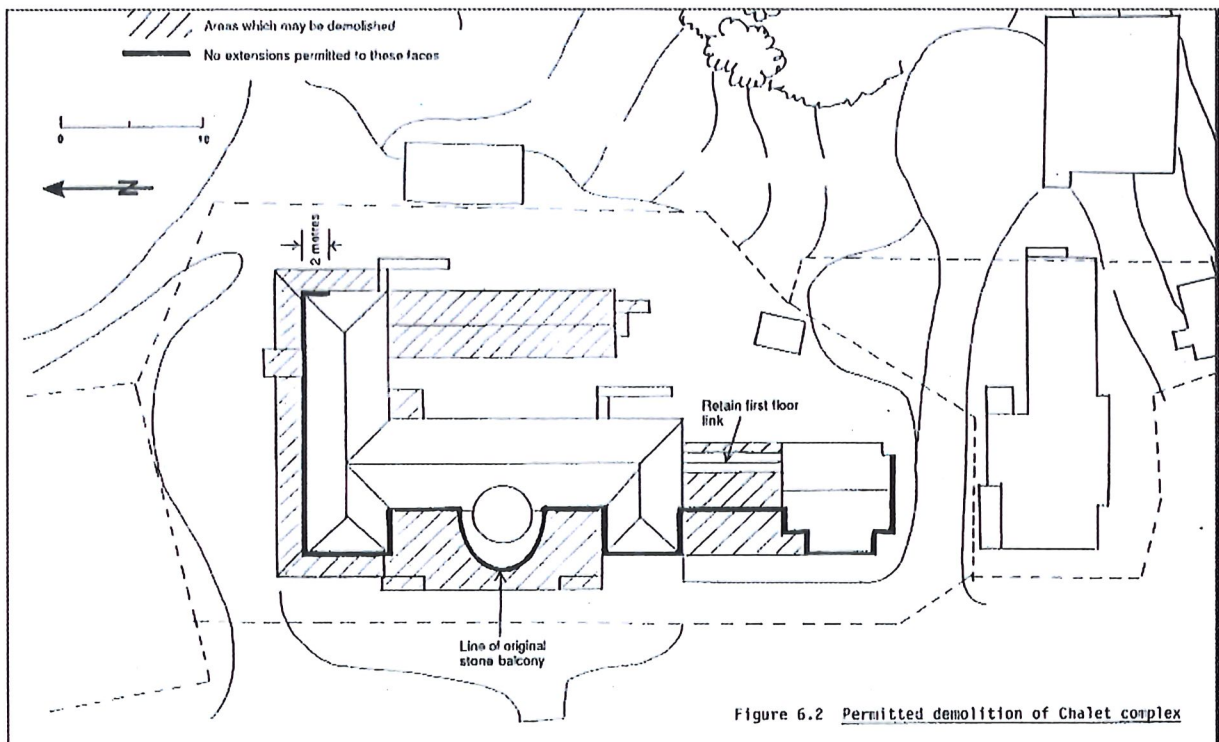 Areas which may be demolished
No extensions permitted to these faces
0 10
N
2 metres
Retain first floor
link
Line of original
stone balcony
Figure 6.2 Permitted demolition of Chalet complex